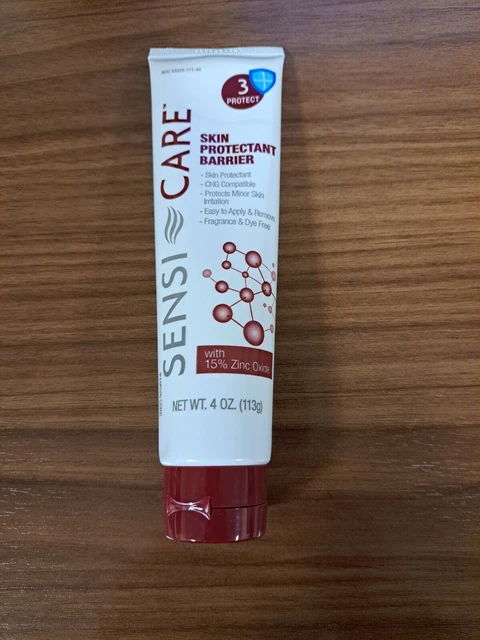 3
PROTECT
SENSI CARE™
SKIN
PROTECTANT
BARRIER
- Skin Protectant
- CHG Compatible
- Protects Minor Skin
Irritation
- Easy to Apply & Remove
- Fragrance & Dye Free
with
15% Zinc Oxide
NET WT. 4 OZ. (113g)